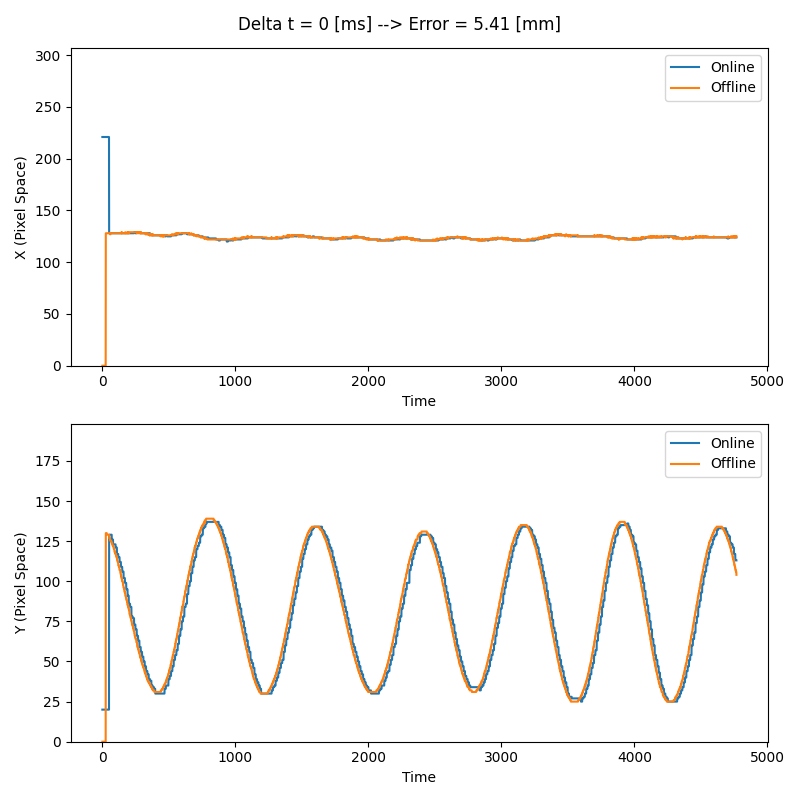 Delta t = 0 [ms] --> Error = 5.41 [mm]
300
250
200
150
100
50
0
X (Pixel Space)
Online
Offline
0 1000 2000 3000 4000 5000
Time
175
150
125
100
75
50
25
0
Y (Pixel Space)
Online
Offline
0 1000 2000 3000 4000 5000
Time